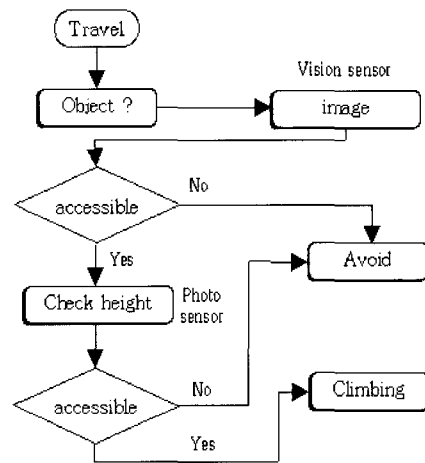 Travel
Vision sensor
Object ?
image
No
accessible
Yes
Avoid
Check height
Photo
sensor
No
Climbing
accessible
Yes